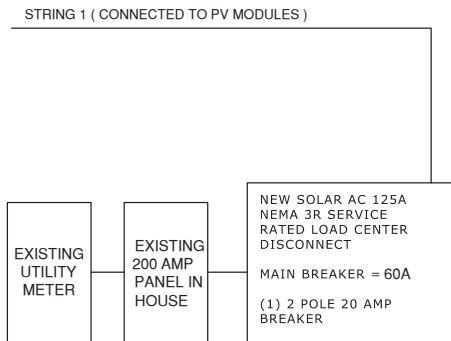 STRING 1 ( CONNECTED TO PV MODULES )
EXISTING
UTILITY
METER
EXISTING
200 AMP
PANEL IN
HOUSE
NEW SOLAR AC 125A
NEMA 3R SERVICE
RATED LOAD CENTER
DISCONNECT
MAIN BREAKER = 60A
(1) 2 POLE 20 AMP
BREAKER